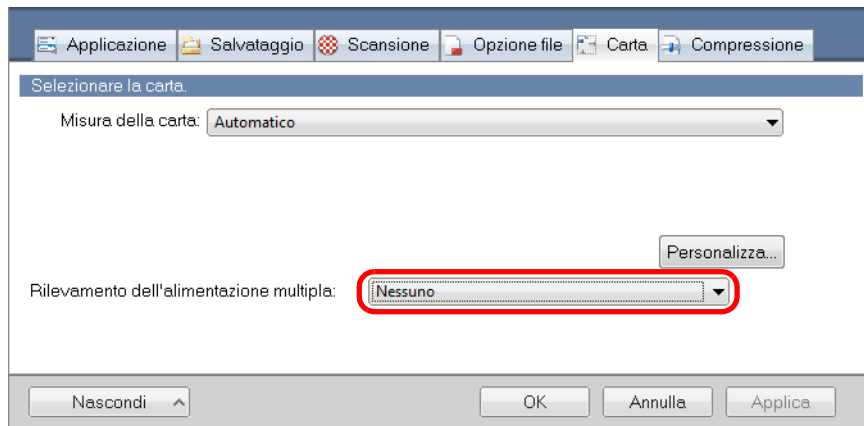 Applicazione Salvataggio Scansione Opzione file Carta Compressione
Selezionare la carta.
Misura della carta: Automatico
Personalizza...
Rilevamento dell'alimentazione multipla: Nessuno
Nascondi OK Annulla Applica